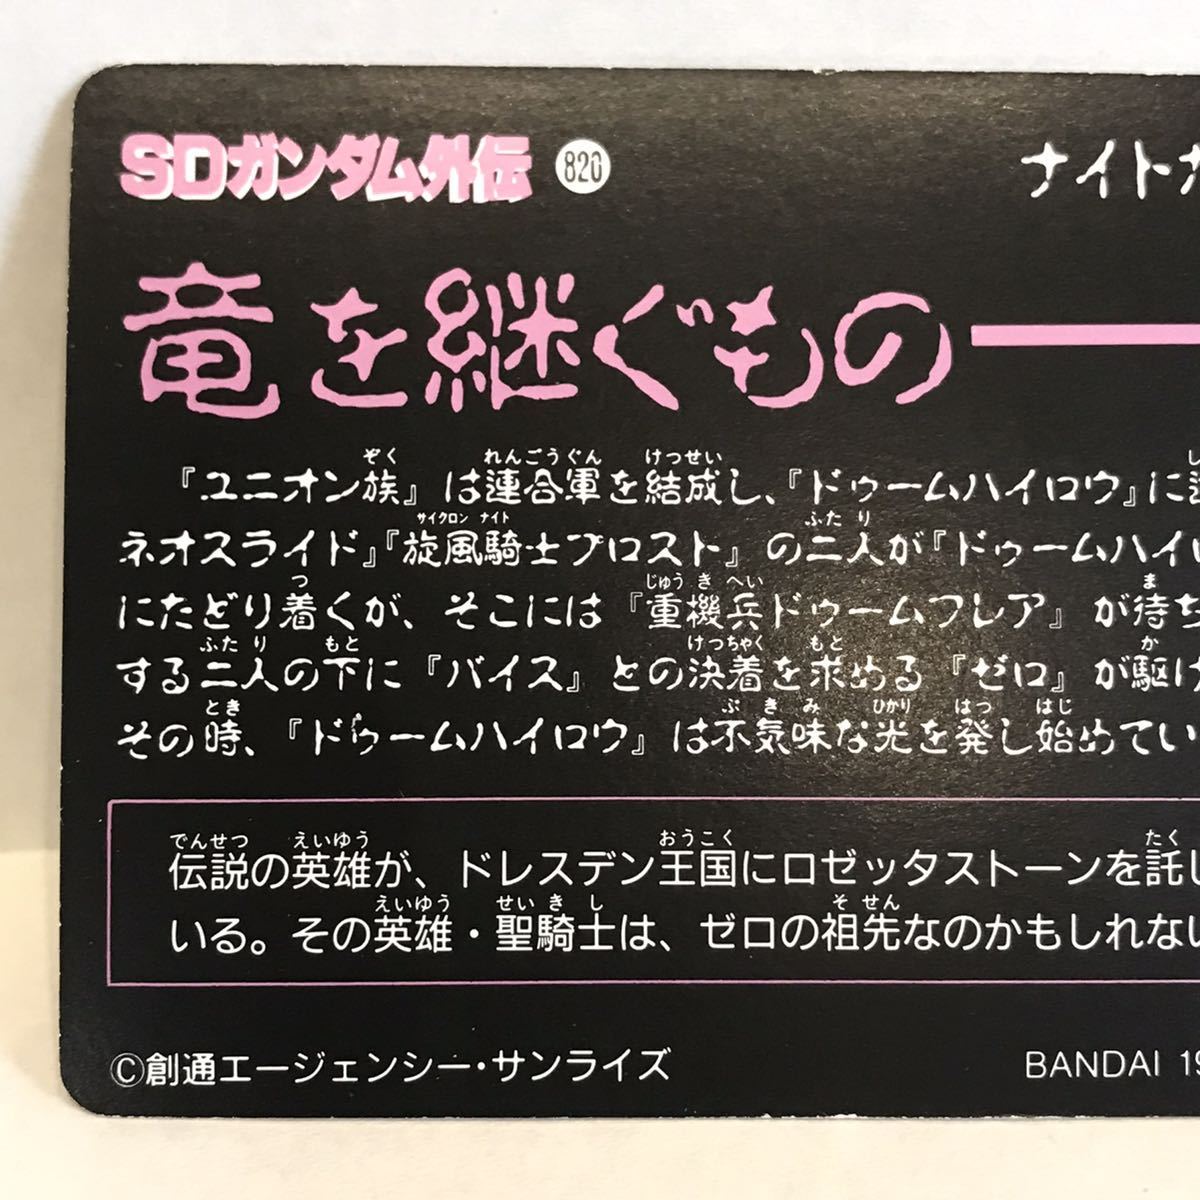 SDガンダム外伝 820 ナイトガ
竜を継ぐもの
『ユニオン族』は連合軍を結成し、『ドゥームハイロウ』に
ネオスライド』『旋風騎士プロスト』の二人が『ドゥームハイロ
にたどり着くが、そこには『重機兵ドゥームフレア』が待ち
する二人の下に『バイス』との決着を求める『ゼロ』が駆け
その時、『ドゥームハイロウ』は不気味な光を発し始めてい
伝説の英雄が、ドレスデン王国にロゼッタストーンを託し
いる。その英雄・聖騎士は、ゼロの祖先なのかもしれない
©創通エージェンシー・サンライズ BANDAI 19